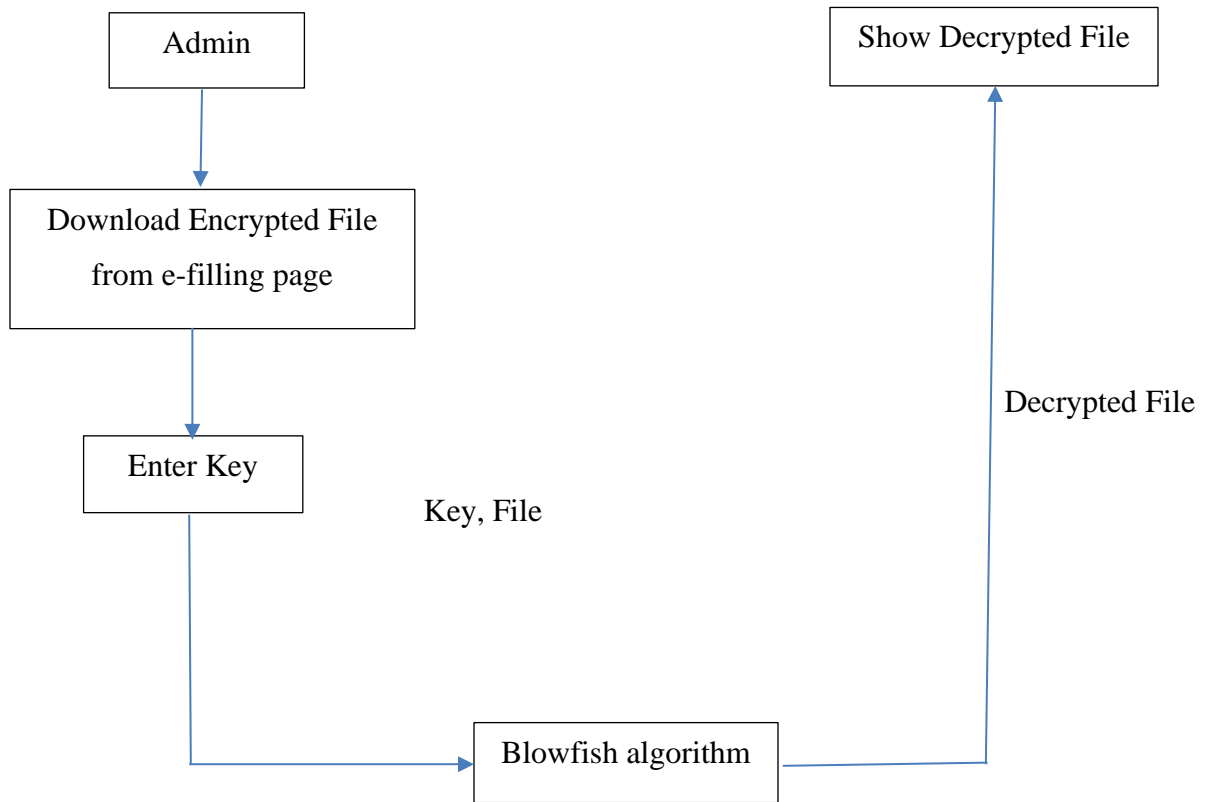 Admin
Show Decrypted File
Download Encrypted File
from e-filling page
Decrypted File
Enter Key
Key, File
Blowfish algorithm